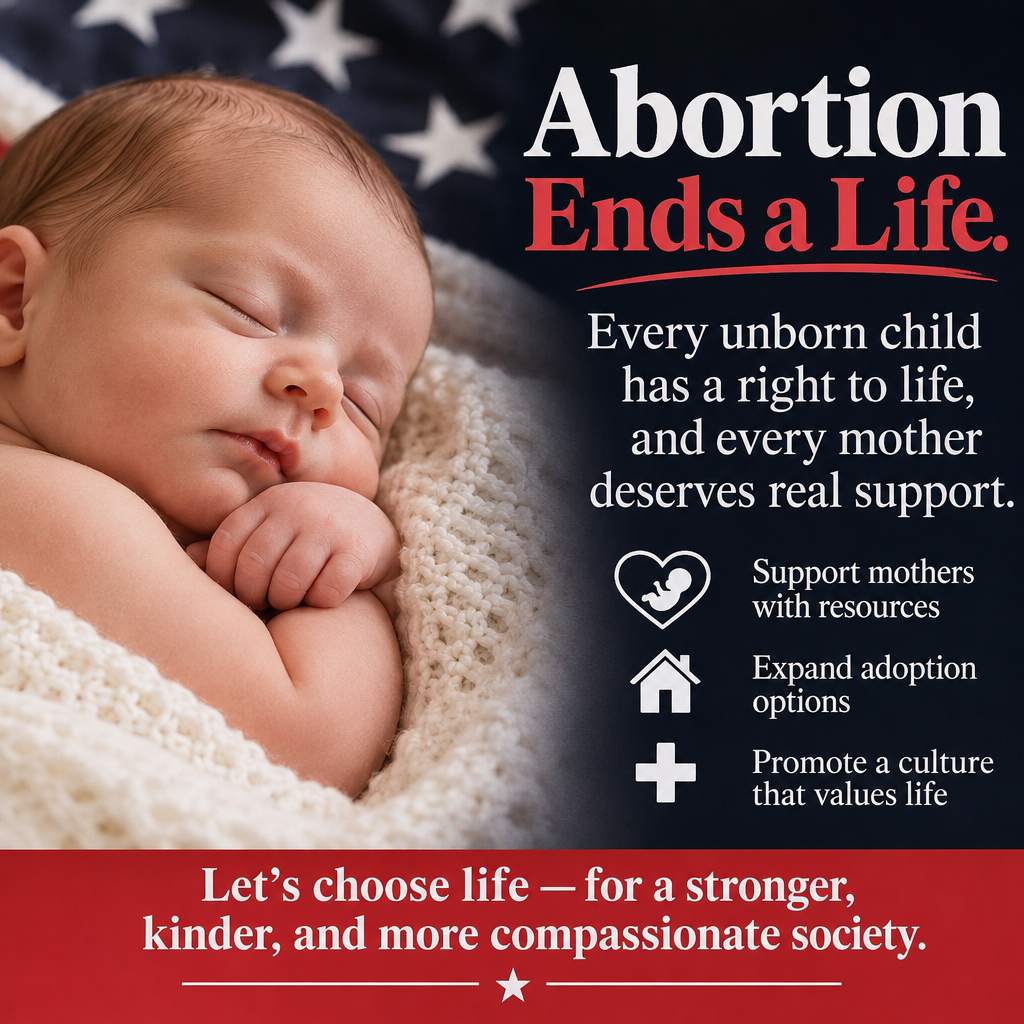 Abortion
Ends a Life.
Every unborn child
has a right to life,
and every mother
deserves real support.
Support mothers
with resources
Expand adoption
options
Promote a culture
that values life
Let’s choose life — for a stronger,
kinder, and more compassionate society.